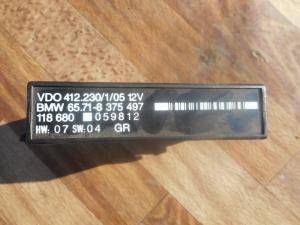 VDO 412.230/1/05 12V
BMW 65.71-8 375 497
118 680 059812
HW: 07 SW: 04 GR